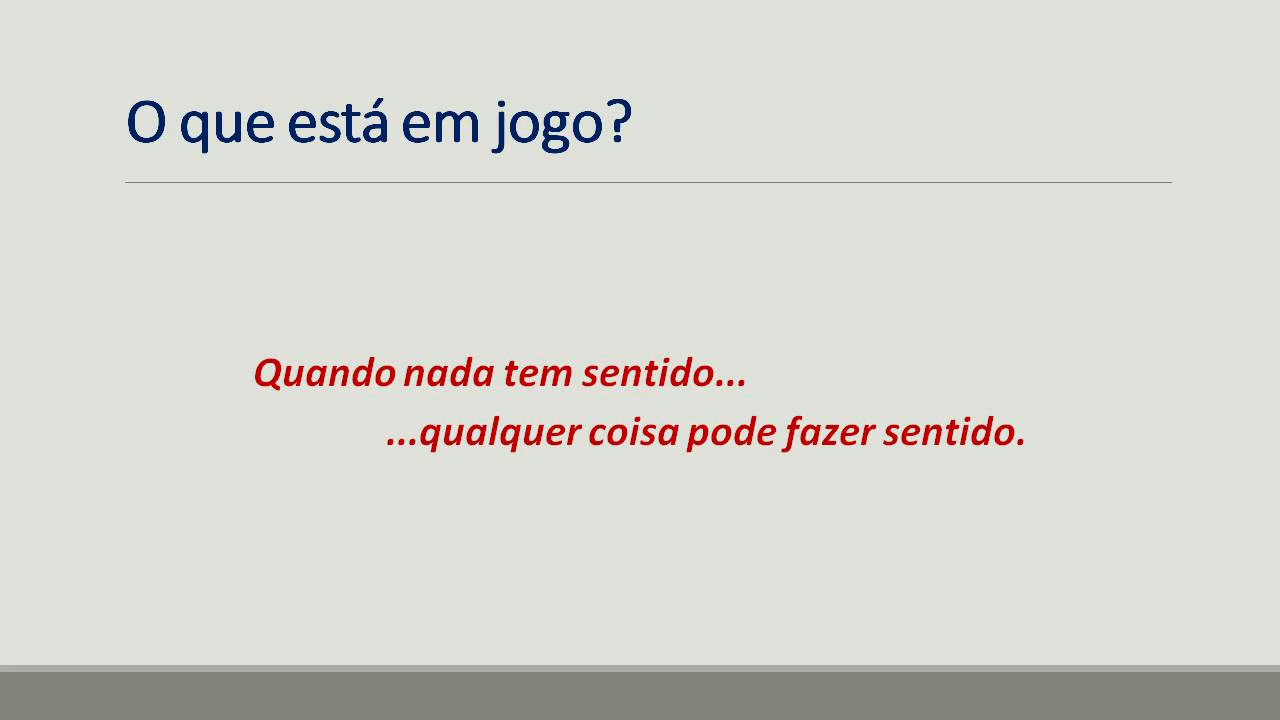 O que está em jogo?
Quando nada tem sentido...
...qualquer coisa pode fazer sentido.